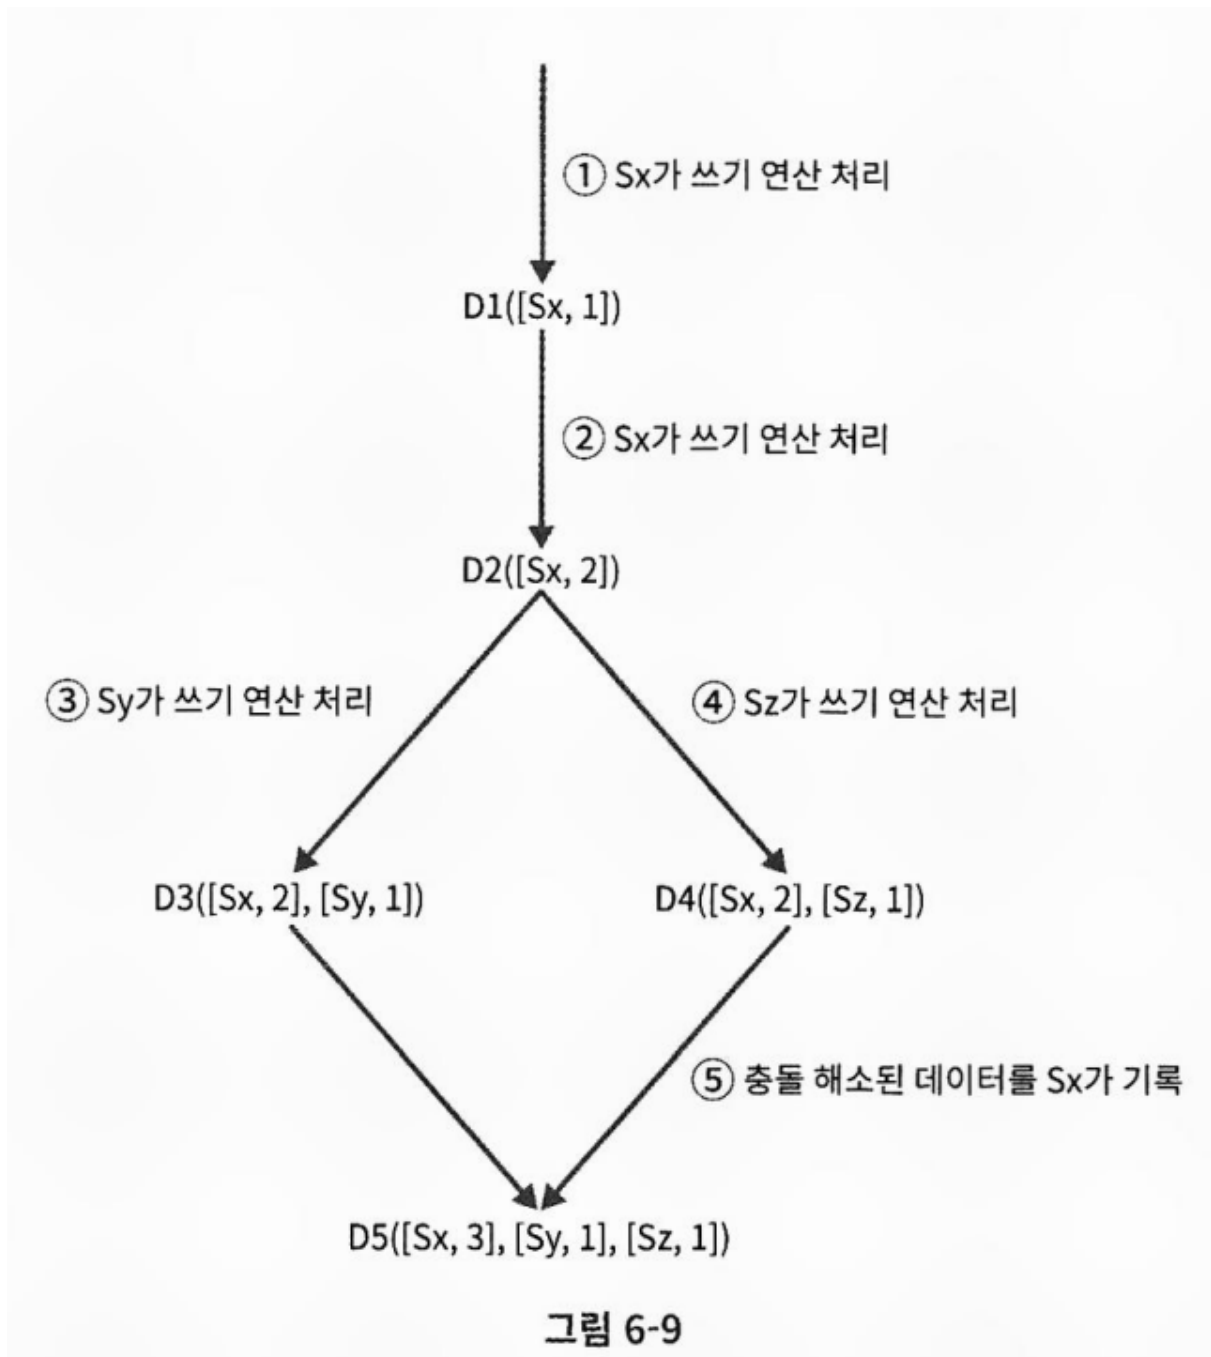 ① Sx가 쓰기 연산 처리
D1([Sx, 1])
② Sx가 쓰기 연산 처리
D2([Sx, 2])
③ Sy가 쓰기 연산 처리
④ Sz가 쓰기 연산 처리
D3([Sx, 2], [Sy, 1])
D4([Sx, 2], [Sz, 1])
⑤ 충돌 해소된 데이터를 Sx가 기록
D5([Sx, 3], [Sy, 1], [Sz, 1])
그림 6-9